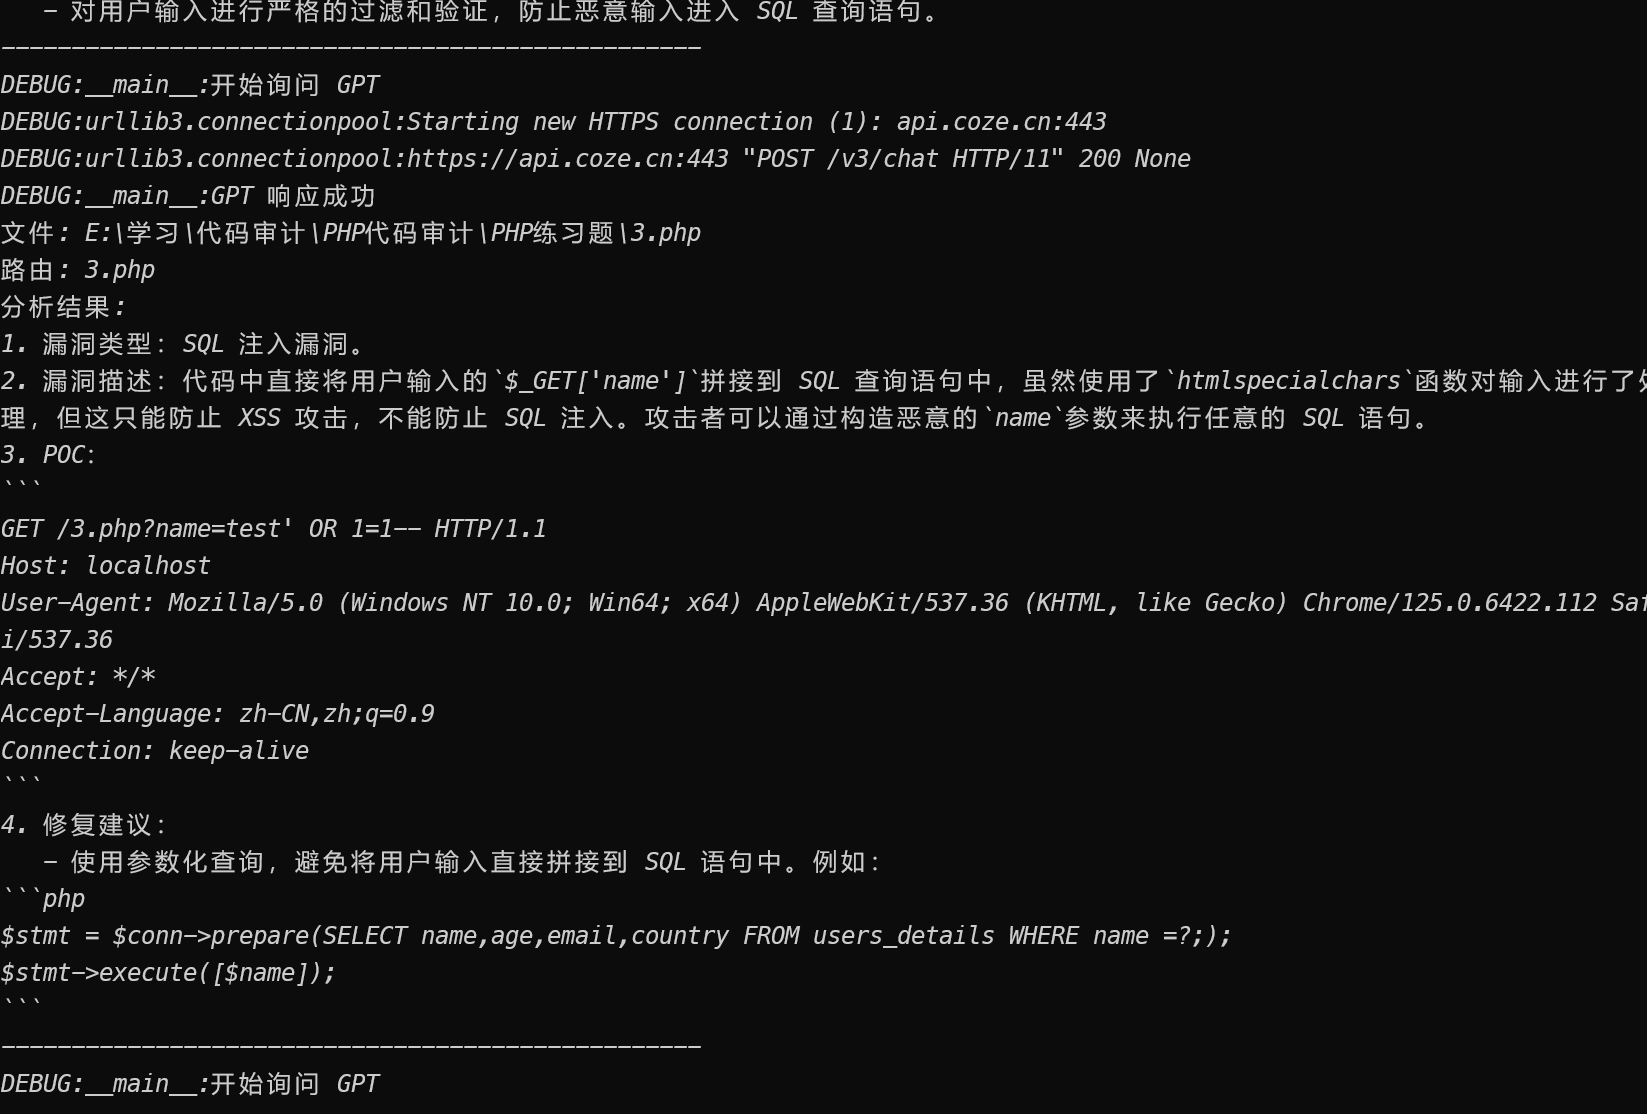 - 对用户输入进行严格的过滤和验证，防止恶意输入进入 SQL 查询语句。
--------------------------------------------------
DEBUG:__main__:开始询问 GPT
DEBUG:urllib3.connectionpool:Starting new HTTPS connection (1): api.coze.cn:443
DEBUG:urllib3.connectionpool:https://api.coze.cn:443 "POST /v3/chat HTTP/11" 200 None
DEBUG:__main__:GPT 响应成功
文件: E:\学习\代码审计\PHP代码审计\PHP练习题\3.php
路由: 3.php
分析结果:
1. 漏洞类型：SQL 注入漏洞。
2. 漏洞描述：代码中直接将用户输入的`$_GET['name']`拼接到 SQL 查询语句中，虽然使用了`htmlspecialchars`函数对输入进行了处
理，但这只能防止 XSS 攻击，不能防止 SQL 注入。攻击者可以通过构造恶意的`name`参数来执行任意的 SQL 语句。
3. POC：
```
GET /3.php?name=test' OR 1=1-- HTTP/1.1
Host: localhost
User-Agent: Mozilla/5.0 (Windows NT 10.0; Win64; x64) AppleWebKit/537.36 (KHTML, like Gecko) Chrome/125.0.6422.112 Saf
i/537.36
Accept: */*
Accept-Language: zh-CN,zh;q=0.9
Connection: keep-alive
```
4. 修复建议：
- 使用参数化查询，避免将用户输入直接拼接到 SQL 语句中。例如：
```php
$stmt = $conn->prepare(SELECT name,age,email,country FROM users_details WHERE name =?;);
$stmt->execute([$name]);
```
--------------------------------------------------
DEBUG:__main__:开始询问 GPT